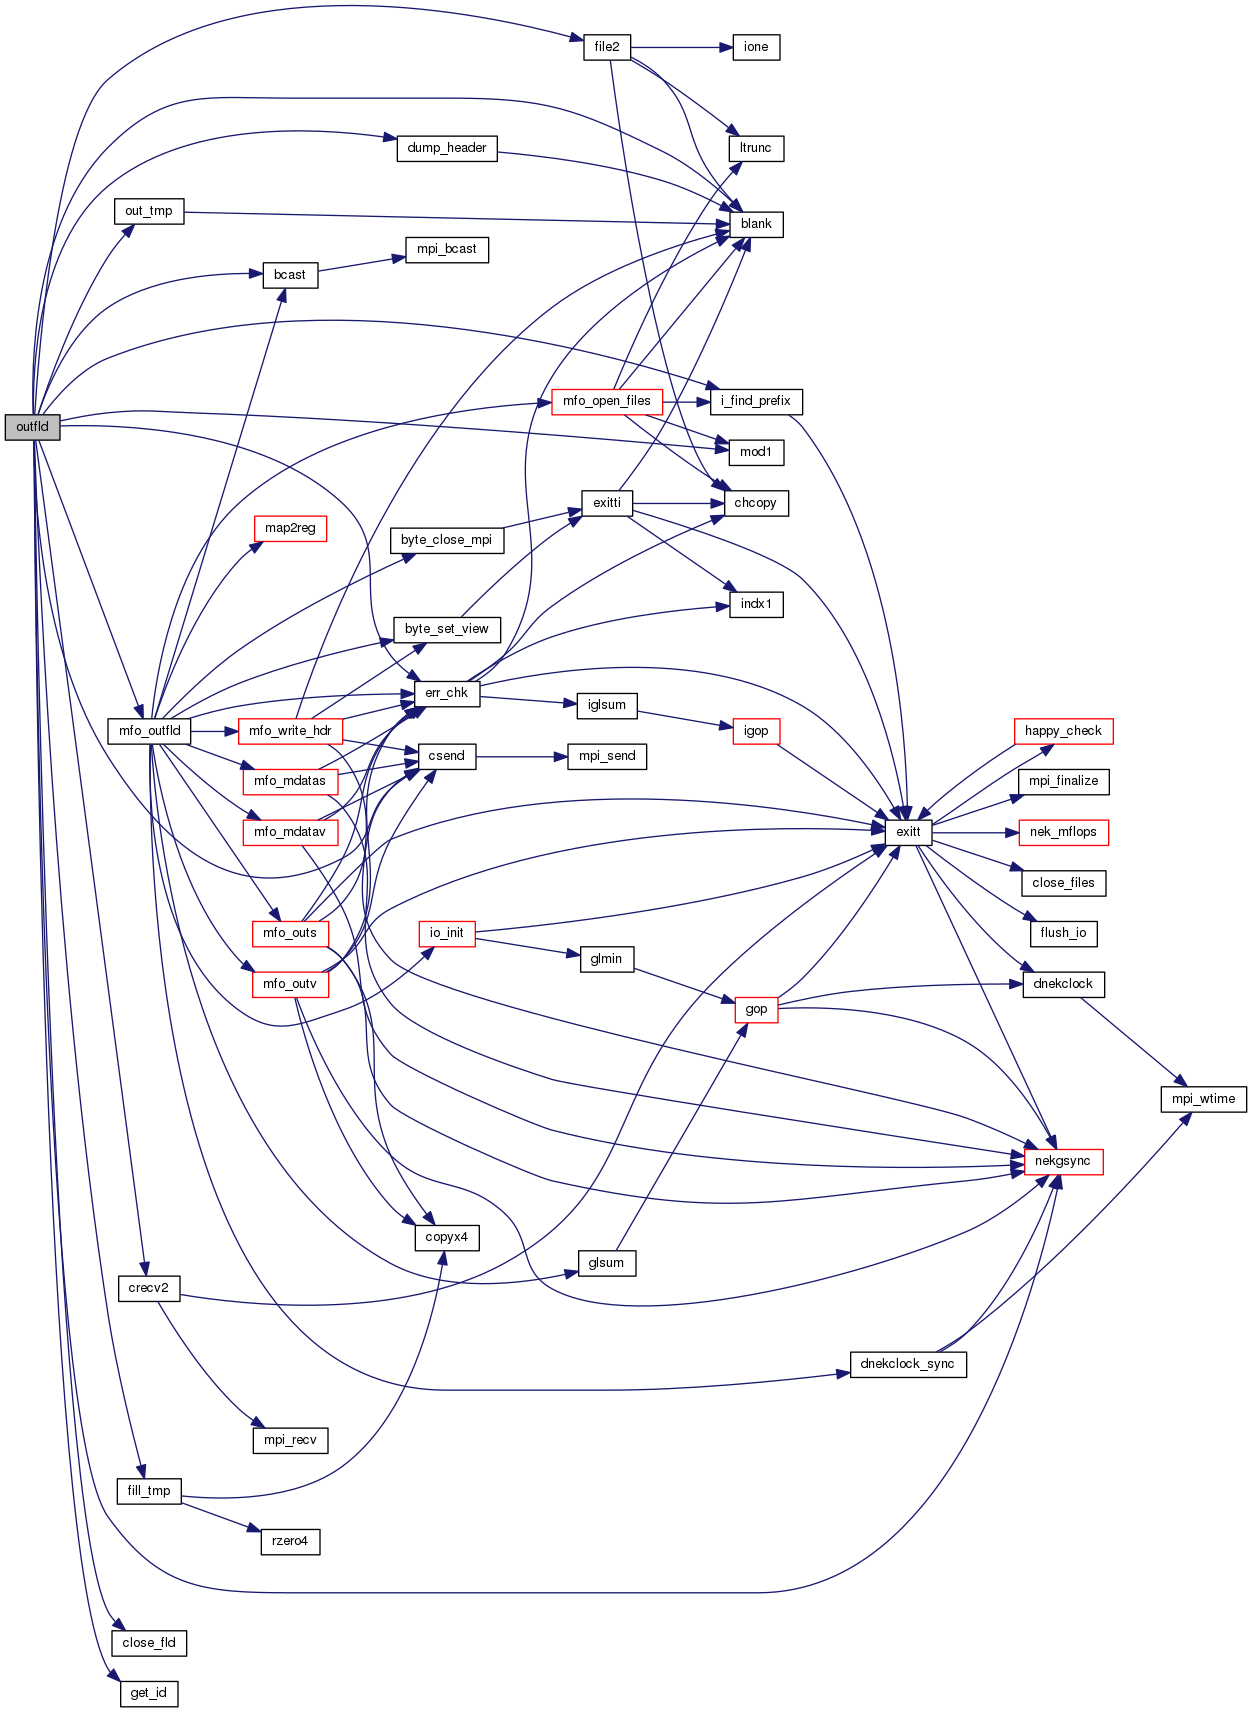 file2
ione
dump_header
ltrunc
out_tmp
blank
mpi_bcast
bcast
mfo_open_files
i_find_prefix
outfld
mod1
exitti
chcopy
map2reg
byte_close_mpi
indx1
byte_set_view
err_chk
iglsum
mfo_outfld
mfo_write_hdr
igop
happy_check
csend
mpi_send
mfo_mdatas
mpi_finalize
mfo_mdatav
exitt
nek_mflops
close_files
mfo_outs
io_init
flush_io
glmin
mfo_outv
dnekclock
gop
mpi_wtime
nekgsync
copyx4
glsum
crecv2
dnekclock_sync
mpi_recv
fill_tmp
rzero4
close_fld
get_id